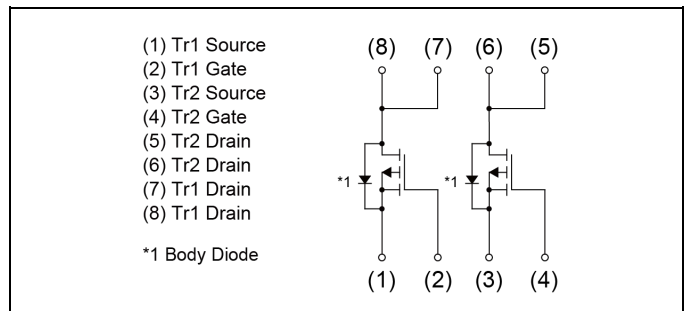 (1) Tr1 Source
(2) Tr1 Gate
(3) Tr2 Source
(4) Tr2 Gate
(5) Tr2 Drain
(6) Tr2 Drain
(7) Tr1 Drain
(8) Tr1 Drain
*1 Body Diode
(8) (7) (6) (5)
*1 *1
(1) (2) (3) (4)